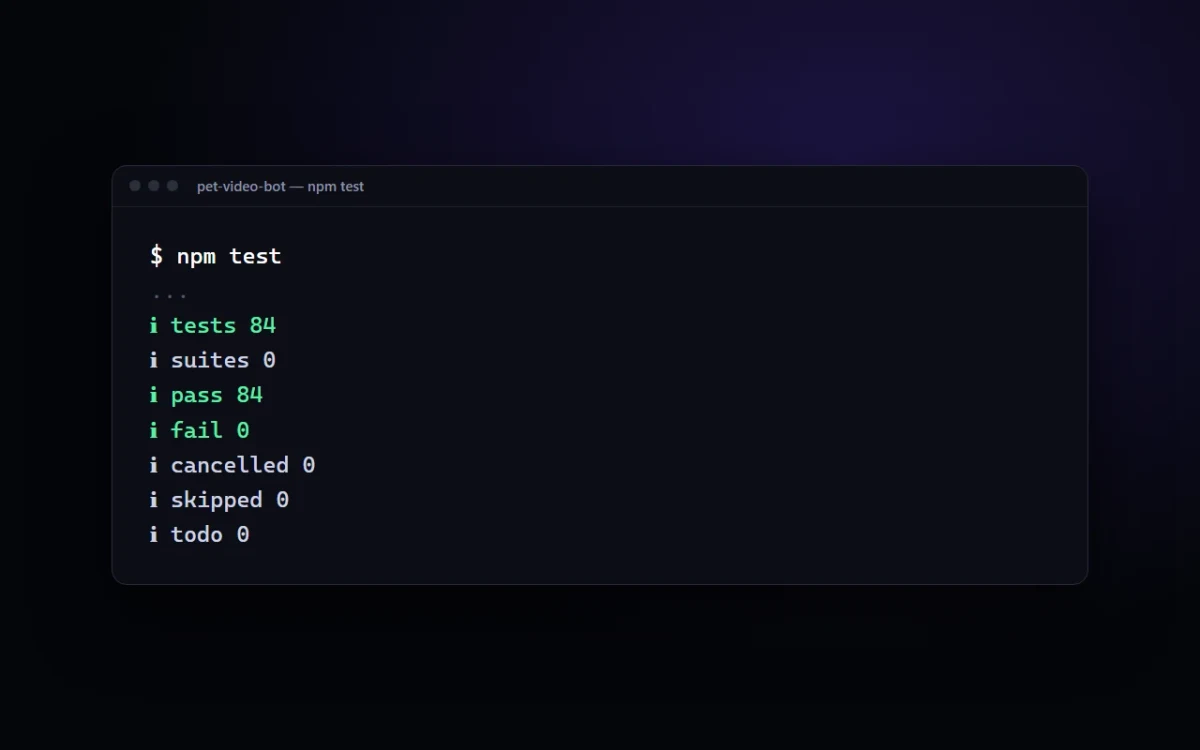 pet-video-bot — npm test
$ npm test
...
ℹ tests 84
ℹ suites 0
ℹ pass 84
ℹ fail 0
ℹ cancelled 0
ℹ skipped 0
ℹ todo 0